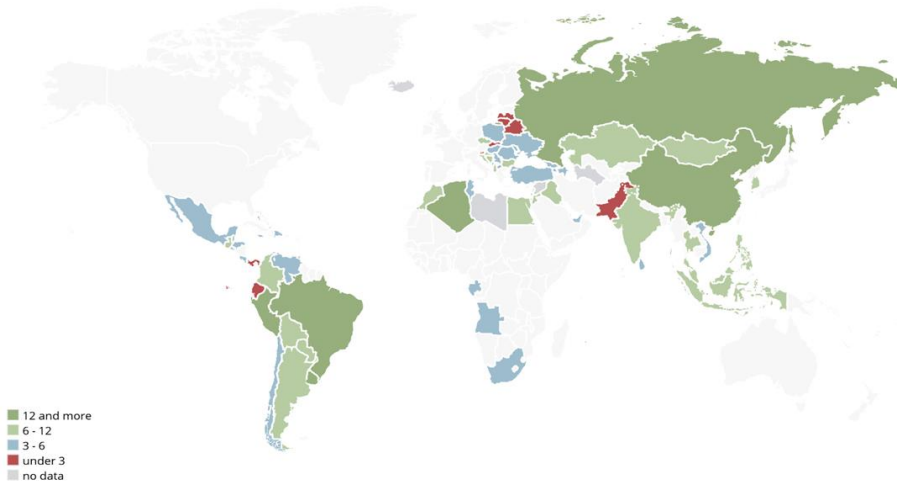 12 and more
6 - 12
3 - 6
under 3
no data